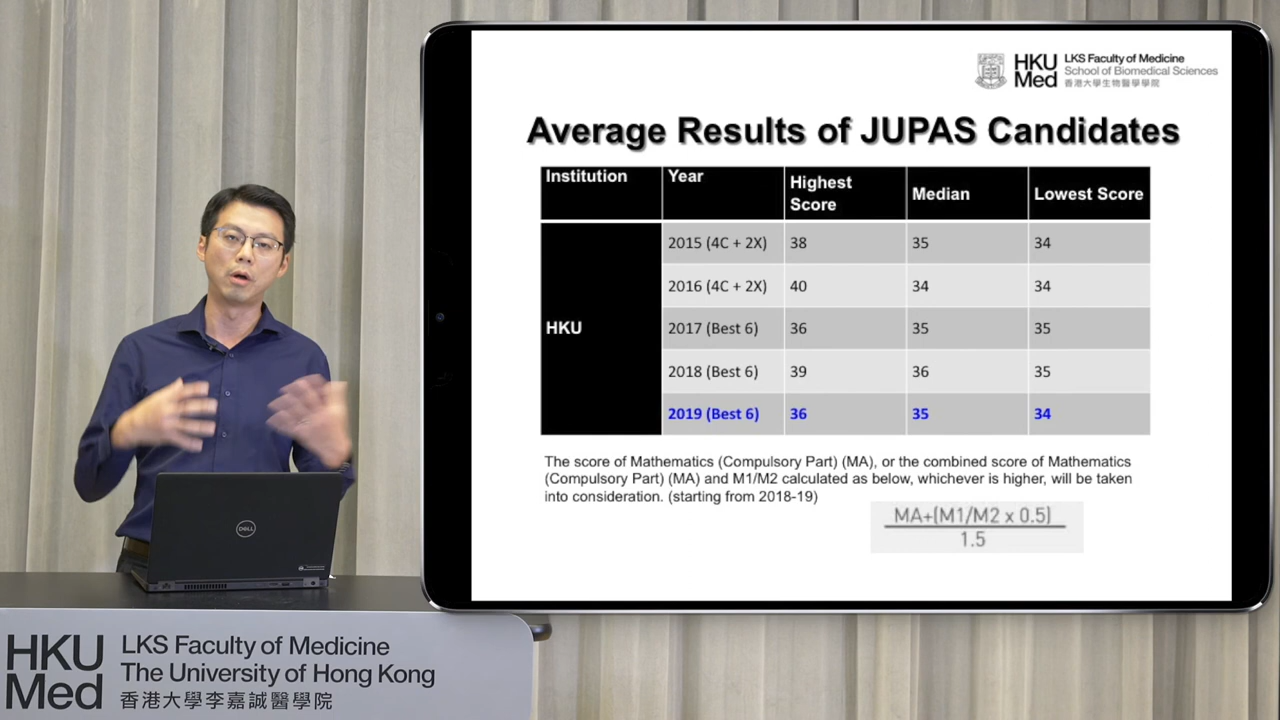 HKU
Med
LKS Faculty of Medicine
School of Biomedical Sciences
香港大學生物醫學學院
Average Results of JUPAS Candidates
Institution Year Highest Score Median Lowest Score
HKU
2015 (4C + 2X) 38 35 34
2016 (4C + 2X) 40 34 34
2017 (Best 6) 36 35 35
2018 (Best 6) 39 36 35
2019 (Best 6) 36 35 34
The score of Mathematics (Compulsory Part) (MA), or the combined score of Mathematics
(Compulsory Part) (MA) and M1/M2 calculated as below, whichever is higher, will be taken
into consideration. (starting from 2018-19)
MA+(M1/M2 x 0.5)
1.5
DELL
HKU
Med
LKS Faculty of Medicine
The University of Hong Kong
香港大學李嘉誠醫學院